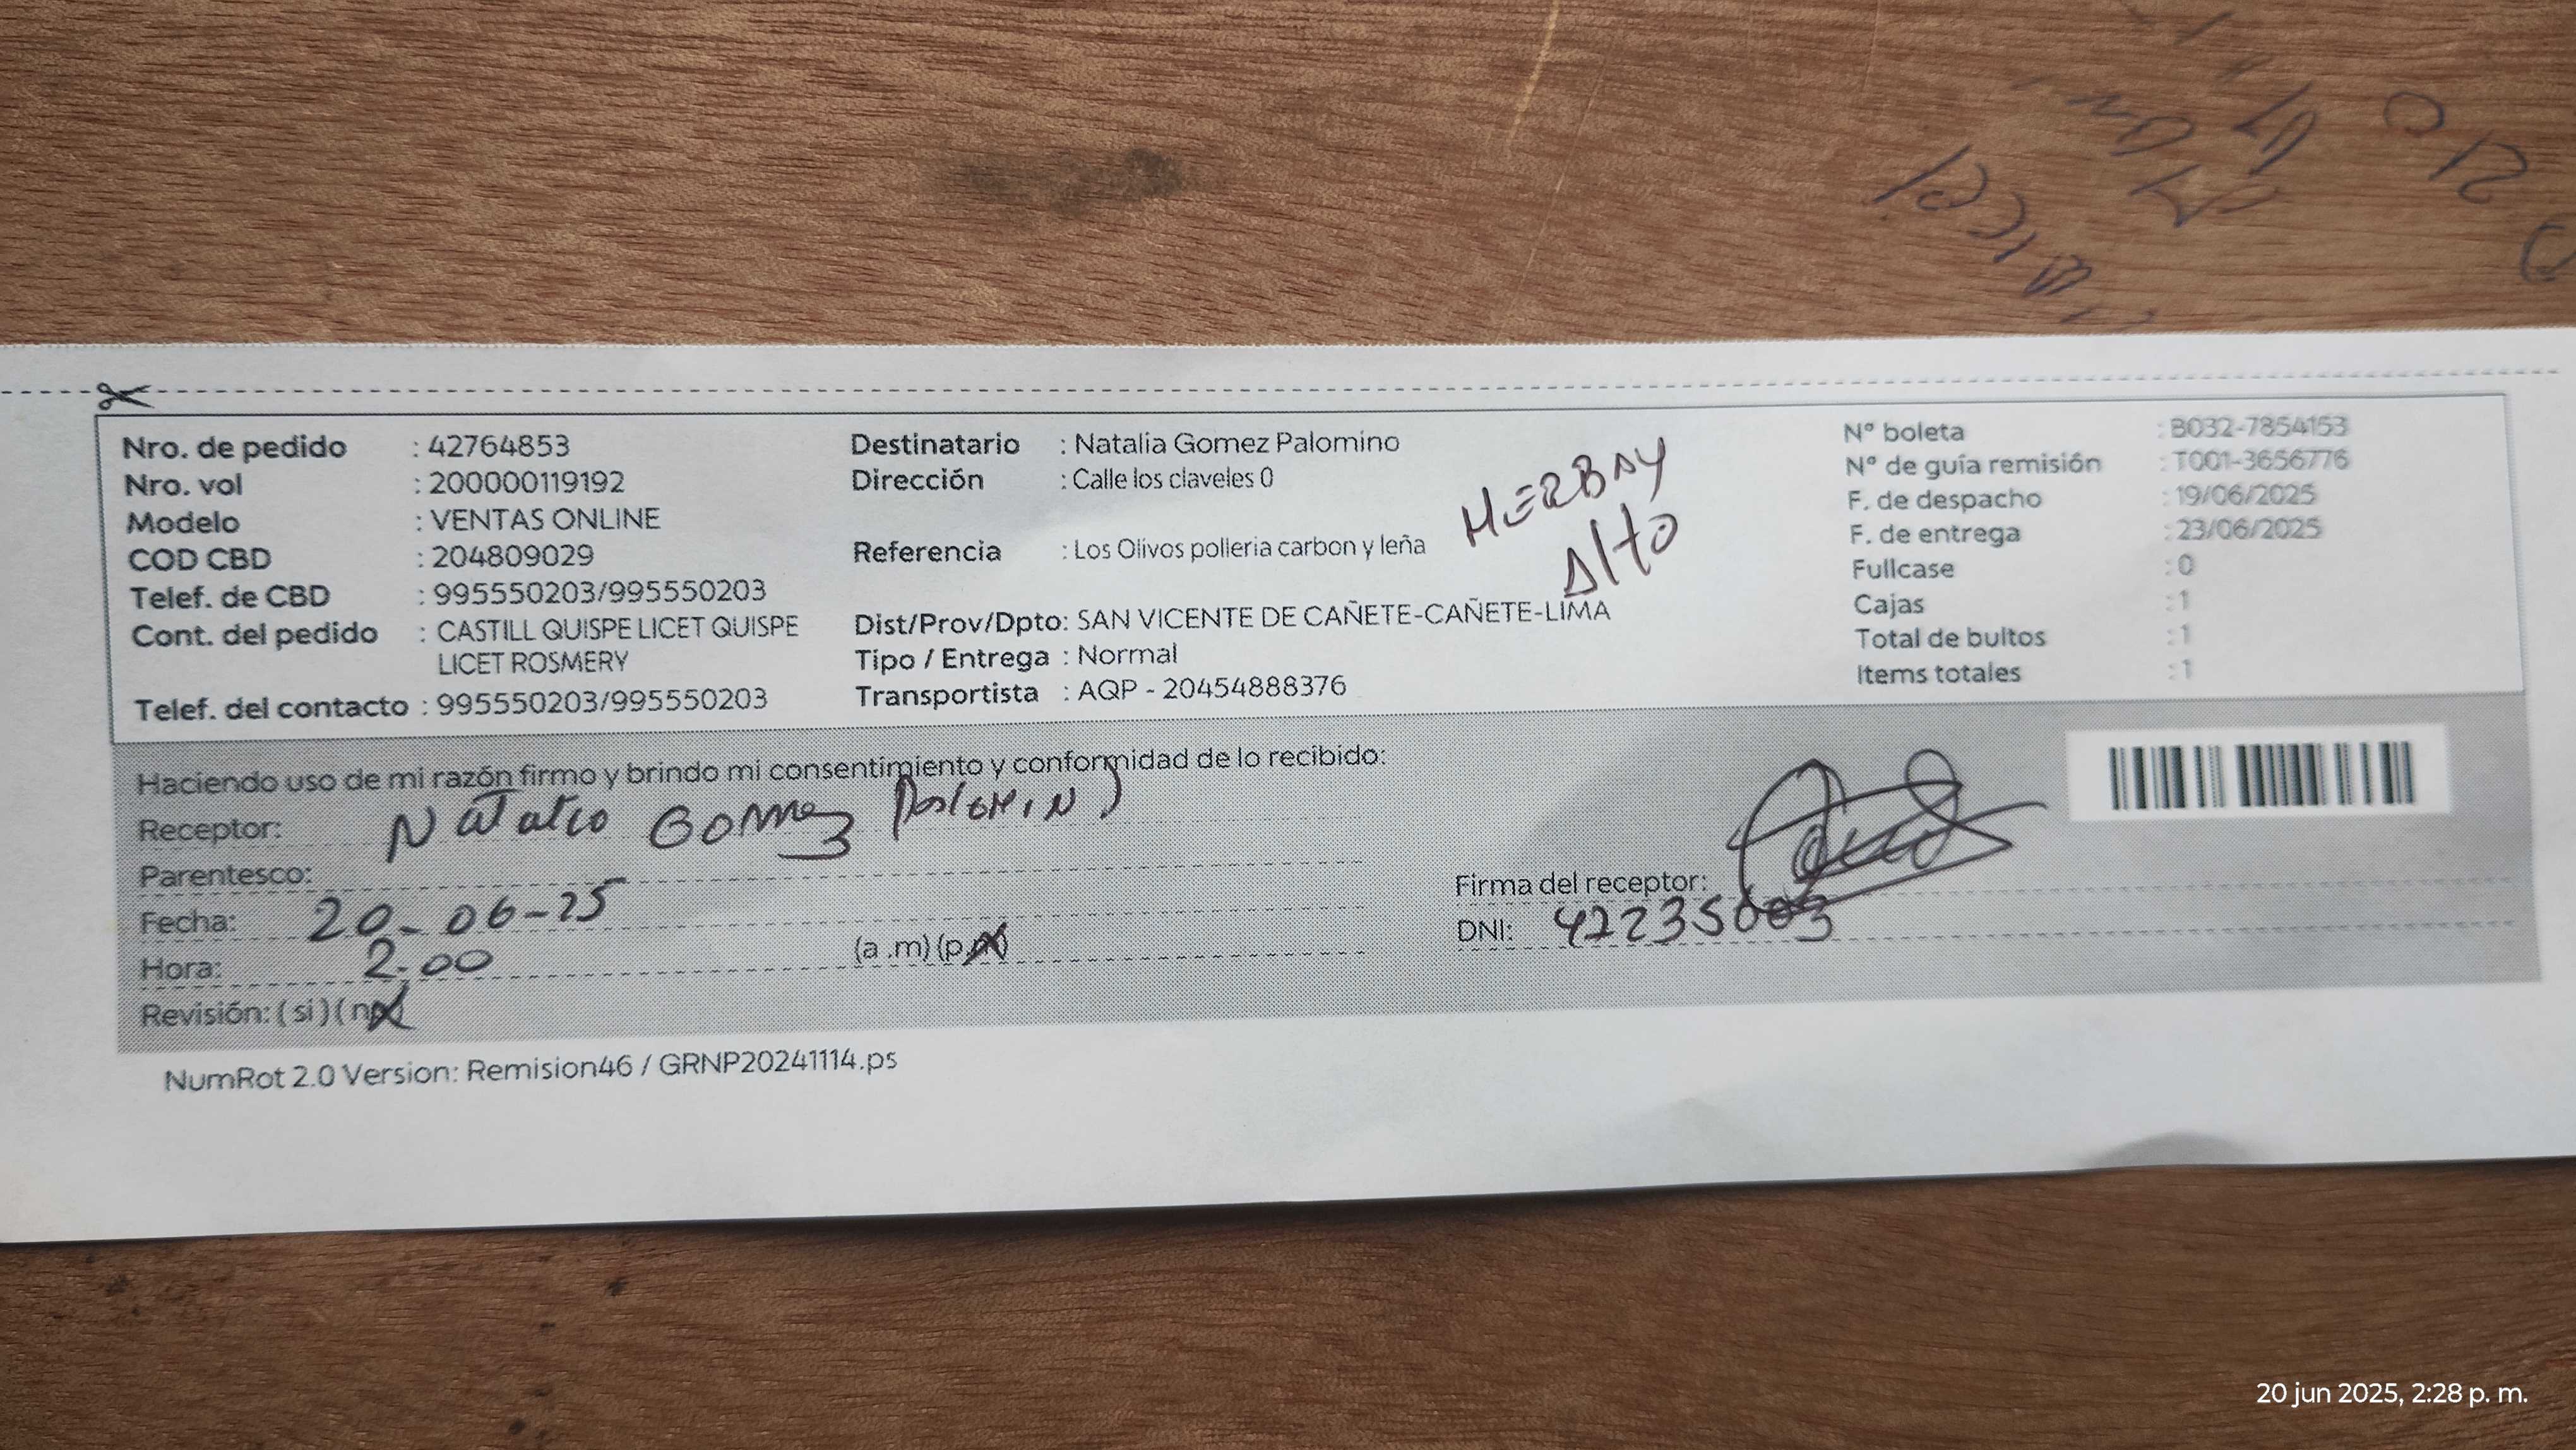 Nro. de pedido : 42764853
Nro. vol : 200000119192
Modelo : VENTAS ONLINE
COD CBD : 204809029
Telef. de CBD : 995550203/995550203
Cont. del pedido : CASTILL QUISPE LICET QUISPE
LICET ROSMERY
Telef. del contacto : 995550203/995550203
Destinatario : Natalia Gomez Palomino
Dirección : Calle los claveles 0
Referencia : Los Olivos polleria carbon y leña
HERBAY
Alto
Dist/Prov/Dpto: SAN VICENTE DE CAÑETE-CAÑETE-LIMA
Tipo / Entrega : Normal
Transportista : AQP - 20454888376
N° boleta : B032-7854153
N° de guía remisión : T001-3656776
F. de despacho : 19/06/2025
F. de entrega : 23/06/2025
Fullcase : 0
Cajas : 1
Total de bultos : 1
Items totales : 1
Haciendo uso de mi razón firmo y brindo mi consentimiento y conformidad de lo recibido:
Receptor: Gomez
Parentesco:
Fecha: 20-06-25
Hora: 2.00 (a .m) (p.m)
Revisión: ( si ) ( no )
Firma del receptor:
DNI: 42235003
NumRot 2.0 Version: Remision46 / GRNP20241114.ps
20 jun 2025, 2:28 p. m.